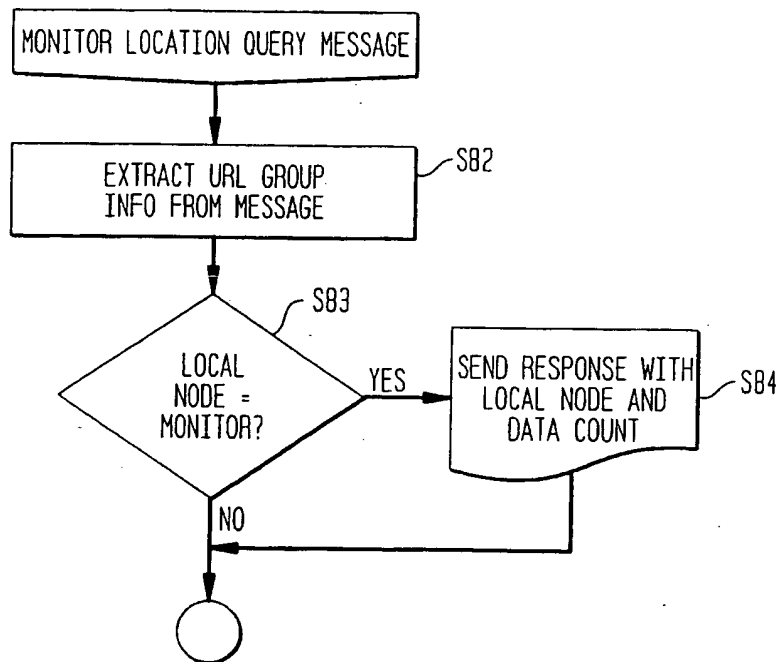 MONITOR LOCATION QUERY MESSAGE
EXTRACT URL GROUP
INFO FROM MESSAGE
S82
S83
LOCAL
NODE =
MONITOR?
YES
SEND RESPONSE WITH
LOCAL NODE AND
DATA COUNT
S84
NO